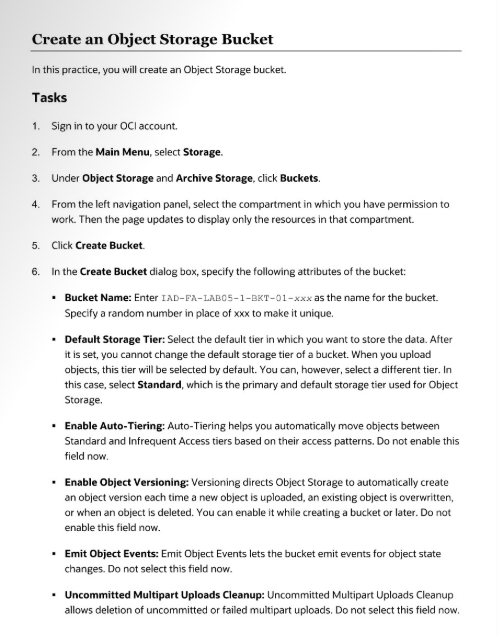 Create an Object Storage Bucket
In this practice, you will create an Object Storage bucket.
Tasks
1. Sign in to your OCI account.
2. From the Main Menu, select Storage.
3. Under Object Storage and Archive Storage, click Buckets.
4. From the left navigation panel, select the compartment in which you have permission to
work. Then the page updates to display only the resources in that compartment.
5. Click Create Bucket.
6. In the Create Bucket dialog box, specify the following attributes of the bucket:
▪ Bucket Name: Enter IAD-FA-LAB05-1-BKT-01-xxx as the name for the bucket.
Specify a random number in place of xxx to make it unique.
▪ Default Storage Tier: Select the default tier in which you want to store the data. After
it is set, you cannot change the default storage tier of a bucket. When you upload
objects, this tier will be selected by default. You can, however, select a different tier. In
this case, select Standard, which is the primary and default storage tier used for Object
Storage.
▪ Enable Auto-Tiering: Auto-Tiering helps you automatically move objects between
Standard and Infrequent Access tiers based on their access patterns. Do not enable this
field now.
▪ Enable Object Versioning: Versioning directs Object Storage to automatically create
an object version each time a new object is uploaded, an existing object is overwritten,
or when an object is deleted. You can enable it while creating a bucket or later. Do not
enable this field now.
▪ Emit Object Events: Emit Object Events lets the bucket emit events for object state
changes. Do not select this field now.
▪ Uncommitted Multipart Uploads Cleanup: Uncommitted Multipart Uploads Cleanup
allows deletion of uncommitted or failed multipart uploads. Do not select this field now.